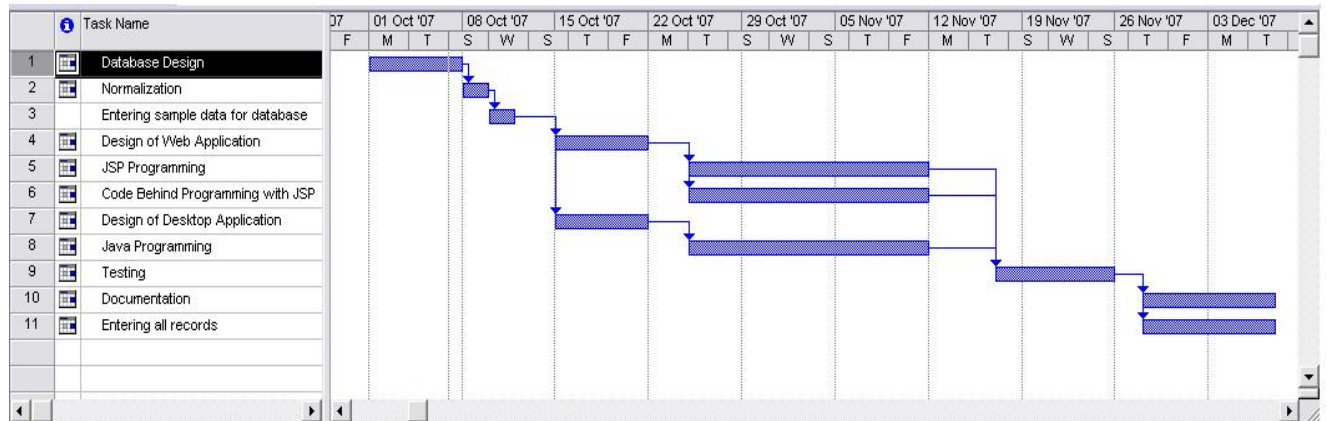 Task Name 07 01 Oct '07 08 Oct '07 15 Oct '07 22 Oct '07 29 Oct '07 05 Nov '07 12 Nov '07 19 Nov '07 26 Nov '07 03 Dec '07
F M T S W S T F M T S W S T F M T S W S T F M T
1 Database Design
2 Normalization
3 Entering sample data for database
4 Design of Web Application
5 JSP Programming
6 Code Behind Programming with JSP
7 Design of Desktop Application
8 Java Programming
9 Testing
10 Documentation
11 Entering all records